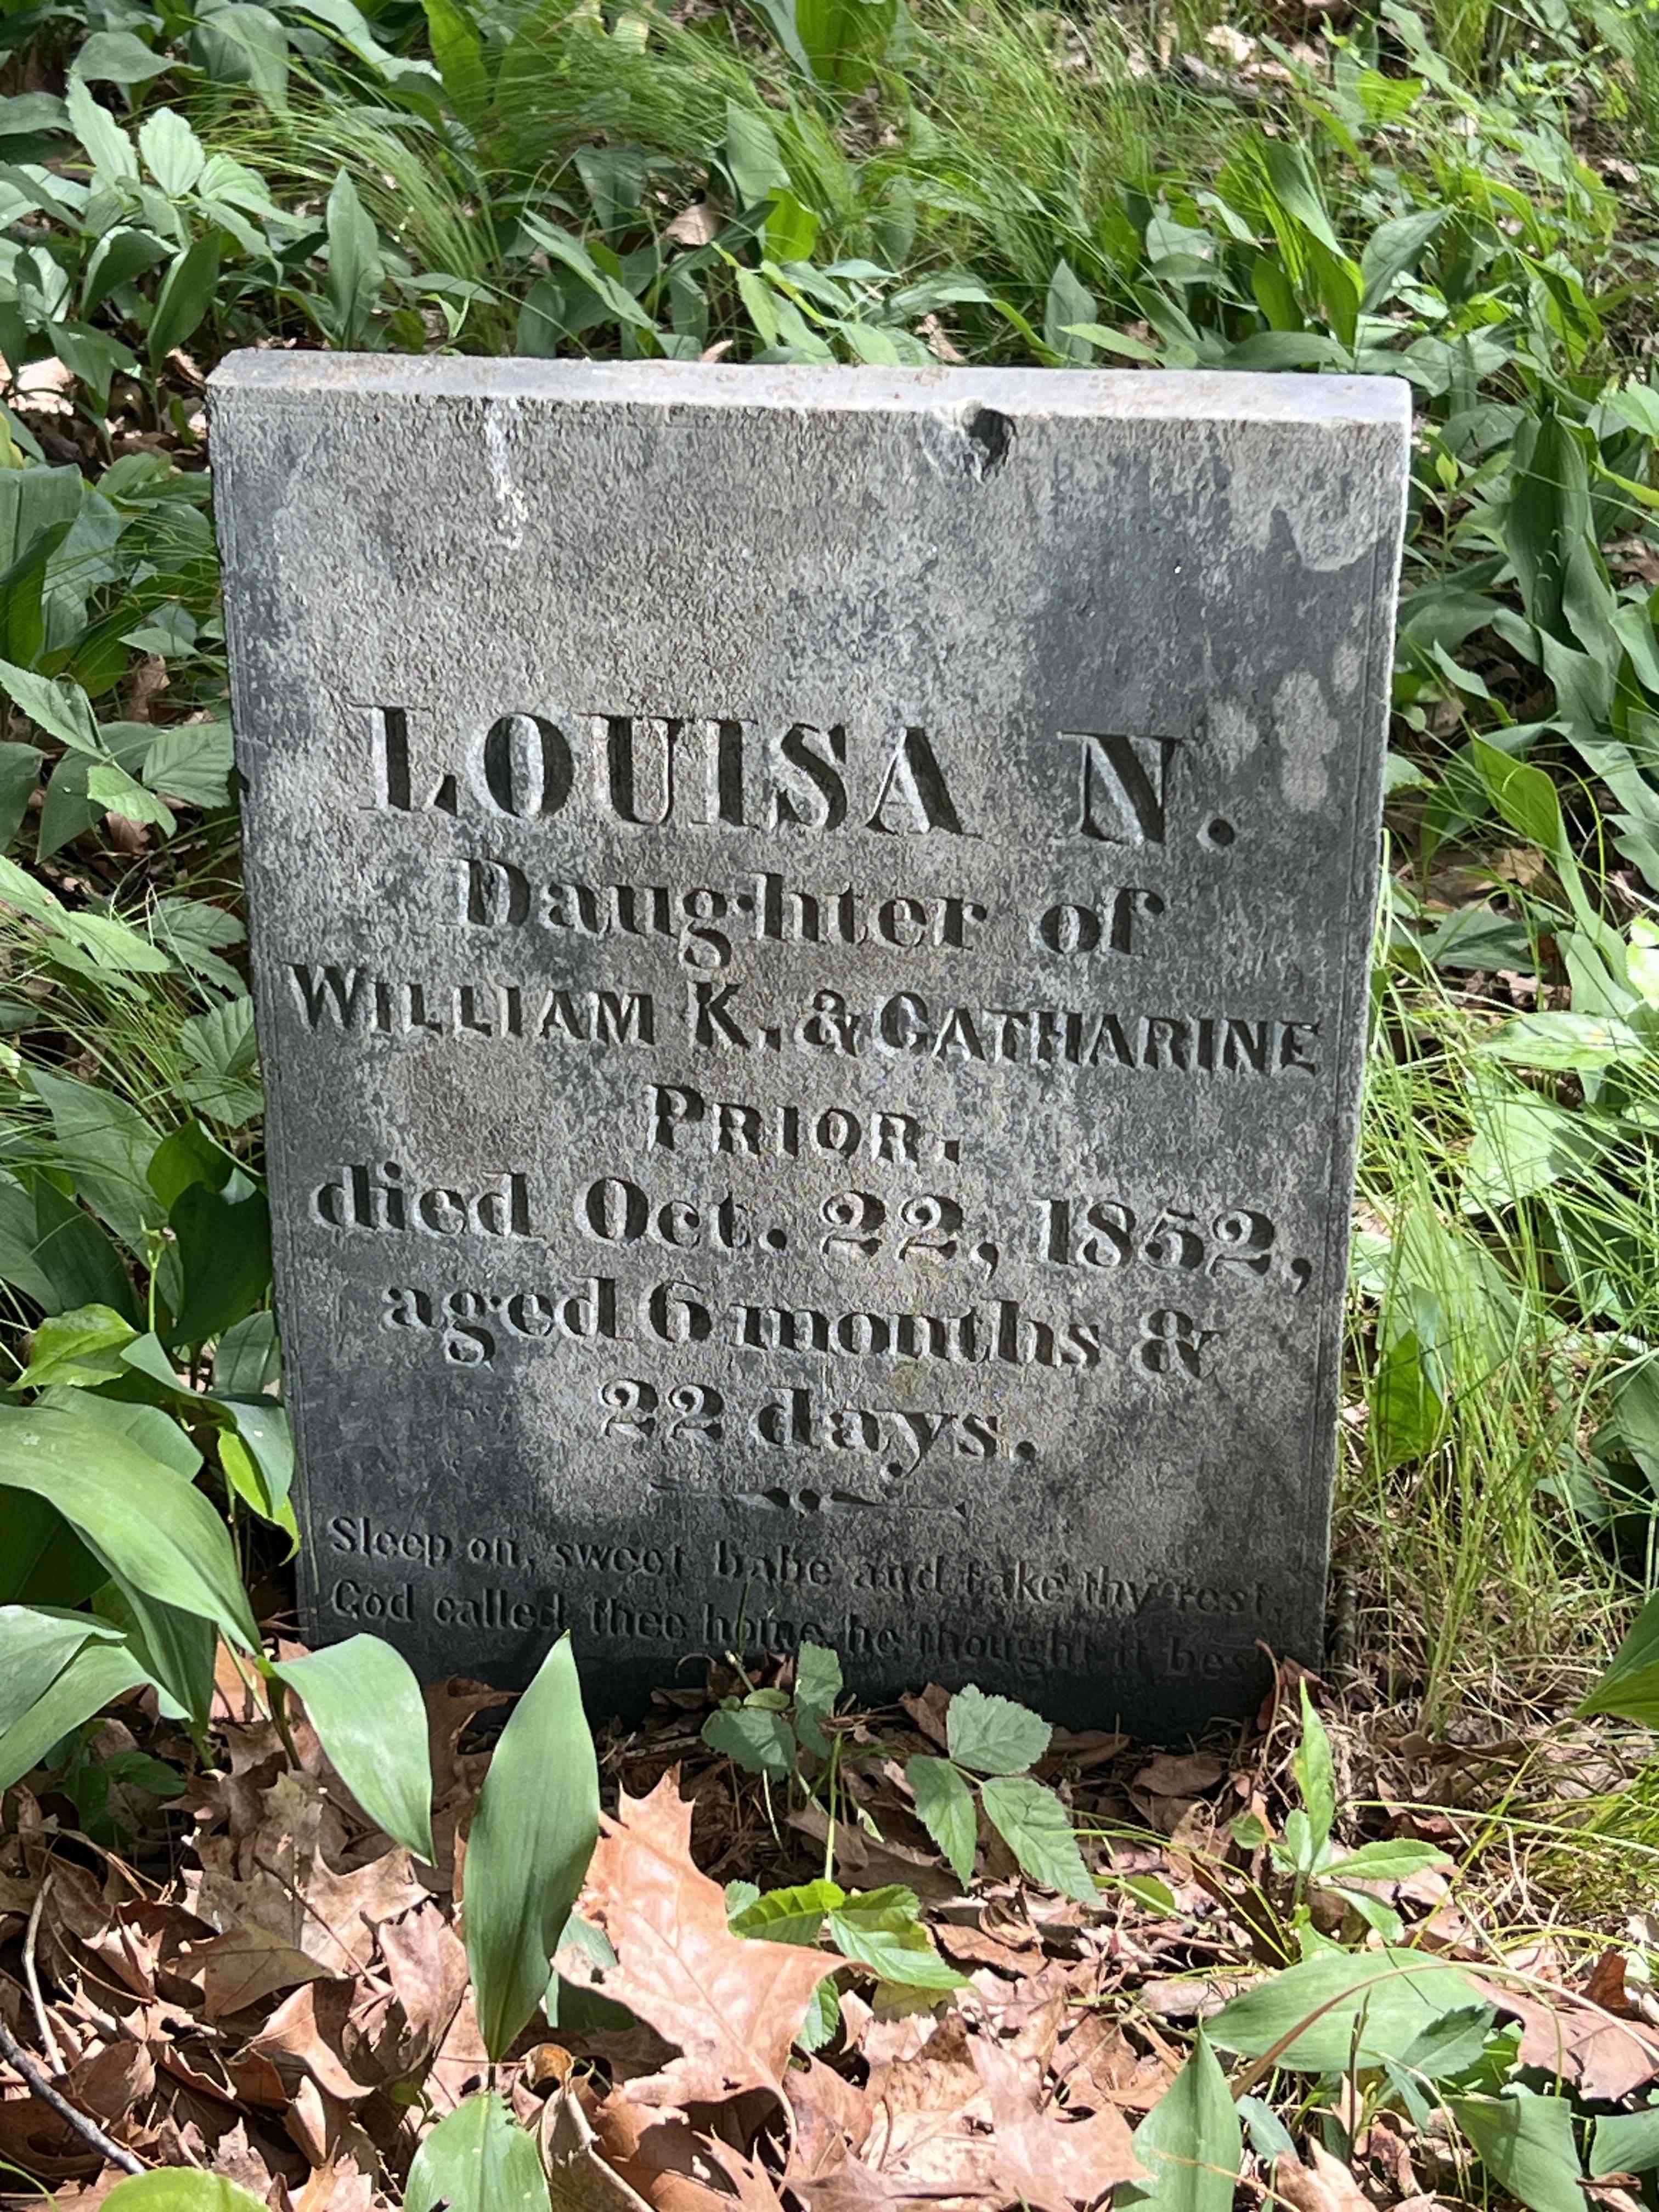 LOUISA N.
Daughter of
WILLIAM K. & CATHARINE
PRIOR.
died Oct. 22, 1852,
aged 6 months &
22 days.
Sleep on, sweet babe and take thy rest,
God called thee home he thought it best